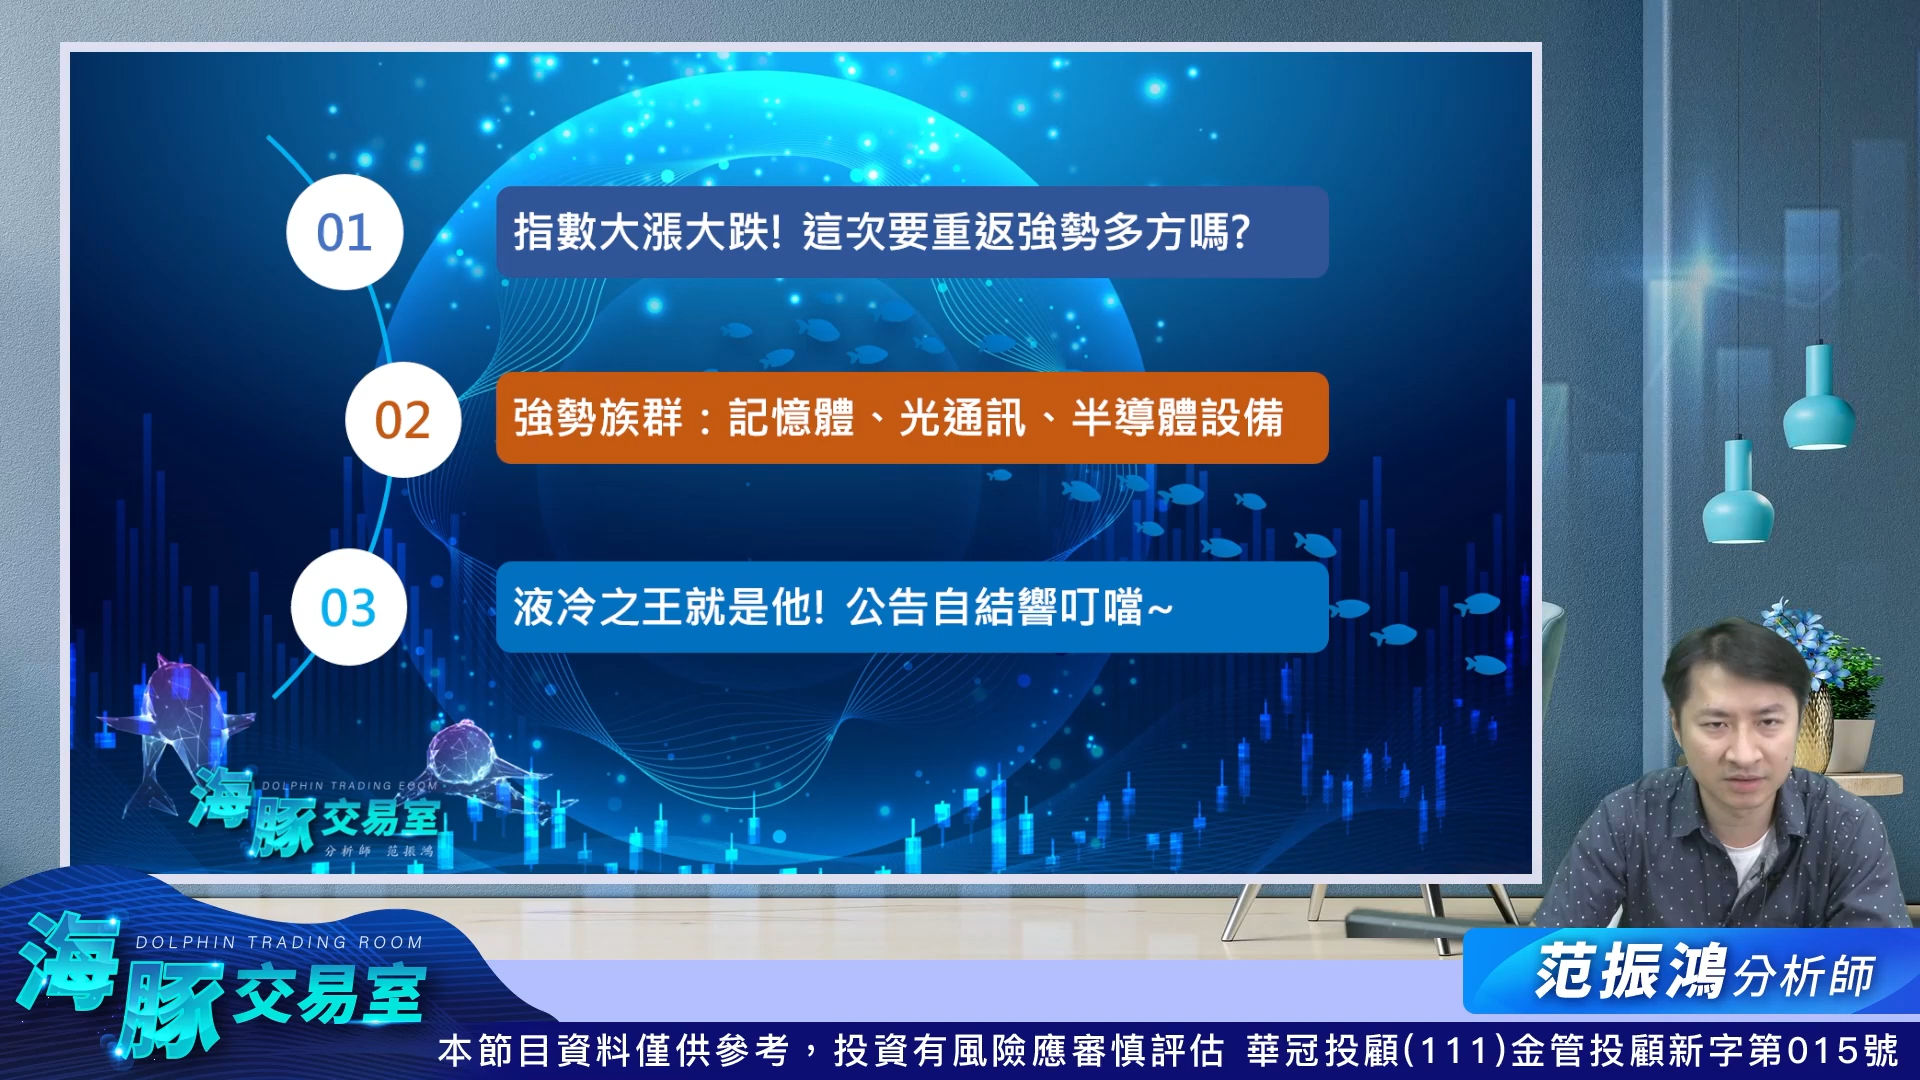 01
指數大漲大跌! 這次要重返強勢多方嗎?
02
強勢族群：記憶體、光通訊、半導體設備
03
液冷之王就是他! 公告自結響叮噹~
DOLPHIN TRADING ROOM
海豚交易室
分析師 范振鴻
DOLPHIN TRADING ROOM
海豚交易室
范振鴻分析師
本節目資料僅供參考，投資有風險應審慎評估 華冠投顧(111)金管投顧新字第015號